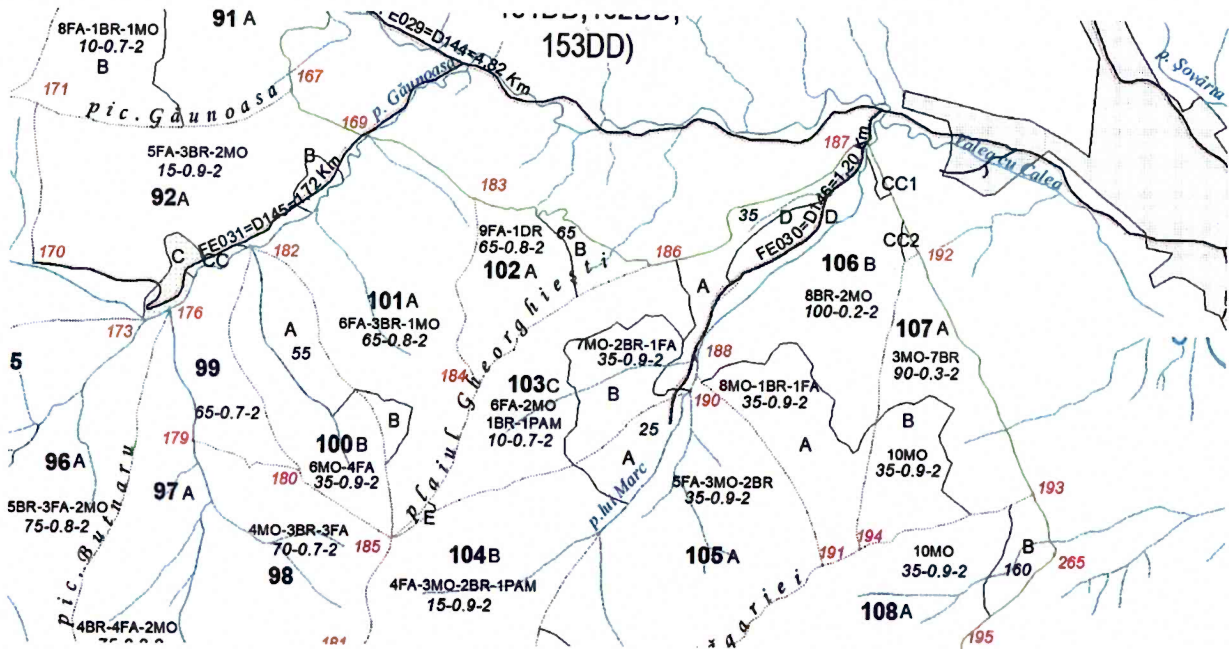 91 A
8FA-1BR-1MO
10-0.7-2
B
153DD)
FE029=D144=4,82 Km
p. Găunoasa
p. Șovăria
167
171
pic. Găunoasa
169
187
5FA-3BR-2MO
15-0.9-2
92A
B
Valea cu Calea
183
CC1
35
D
D
FE031=D145=1,72 Km
FE030=D146=1,20 Km
9FA-1DR
65-0.8-2
102 A
65
B
186
CC2
192
170
C
CC
182
106 B
8BR-2MO
100-0.2-2
A
101 A
6FA-3BR-1MO
65-0.8-2
176
173
A
55
107 A
3MO-7BR
90-0.3-2
7MO-2BR-1FA
35-0.9-2
188
5
99
184
103C
6FA-2MO
1BR-1PAM
10-0.7-2
B
8MO-1BR-1FA
35-0.9-2
190
65-0.7-2
plaiul Gheorghiesti
B
B
25
179
100 B
6MO-4FA
35-0.9-2
A
10MO
35-0.9-2
96 A
180
A
p. lui Marc
97 A
5FA-3MO-2BR
35-0.9-2
193
5BR-3FA-2MO
75-0.8-2
pic. Butnaru
E
4MO-3BR-3FA
70-0.7-2
185
104 B
105 A
191
194
10MO
35-0.9-2
B
160
265
98
4FA-3MO-2BR-1PAM
15-0.9-2
108A
4BR-4FA-2MO
195